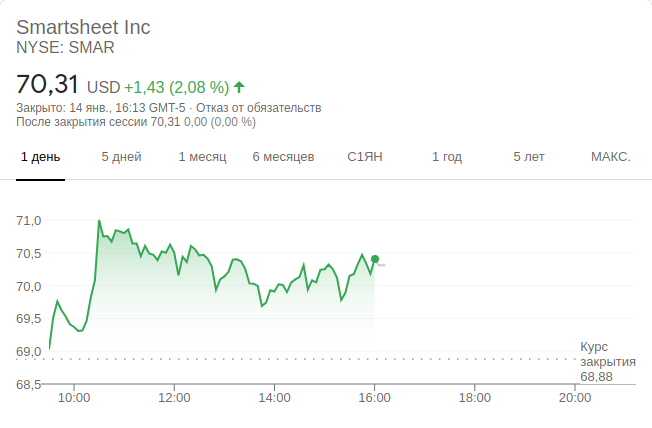 Smartsheet Inc
NYSE: SMAR
70,31 USD +1,43 (2,08 %)
Закрыто: 14 янв., 16:13 GMT-5 · Отказ от обязательств
После закрытия сессии 70,31 0,00 (0,00 %)
1 день 5 дней 1 месяц 6 месяцев С1ЯН 1 год 5 лет МАКС.
71,0
70,5
70,0
69,5
69,0
Курс
закрытия
68,88
68,5
10:00 12:00 14:00 16:00 18:00 20:00